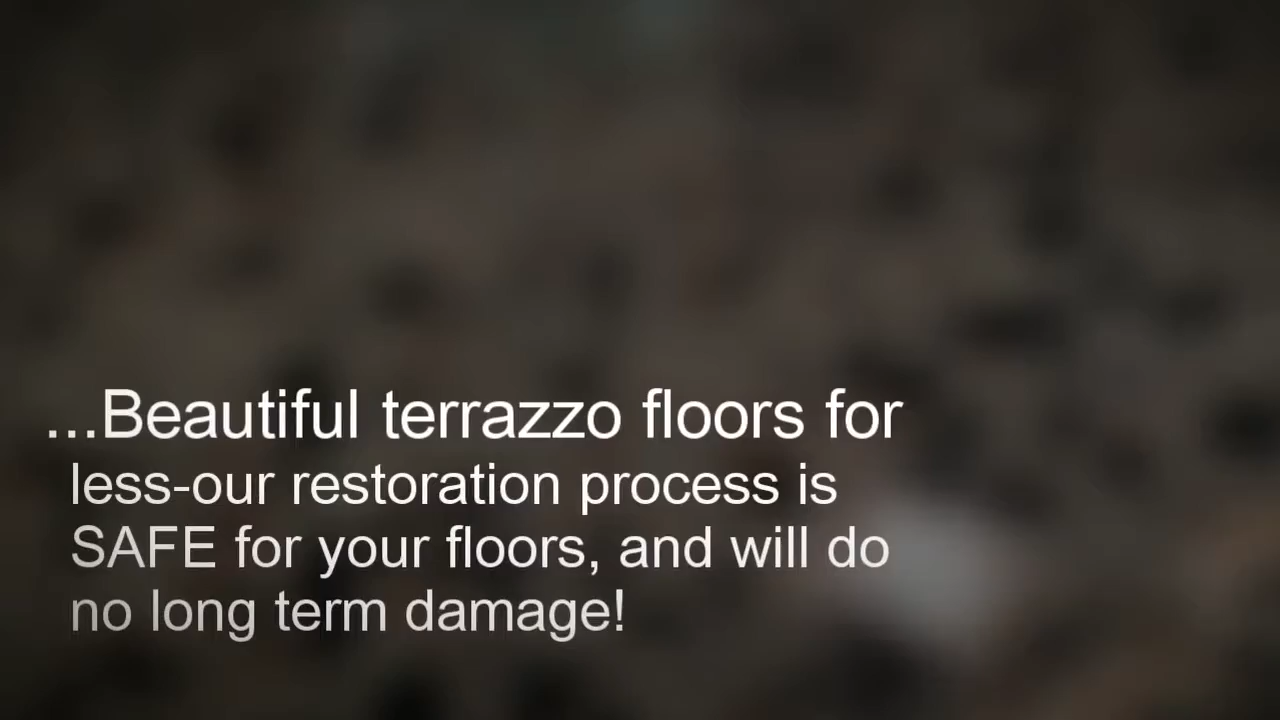 ...Beautiful terrazzo floors for
less-our restoration process is
SAFE for your floors, and will do
no long term damage!